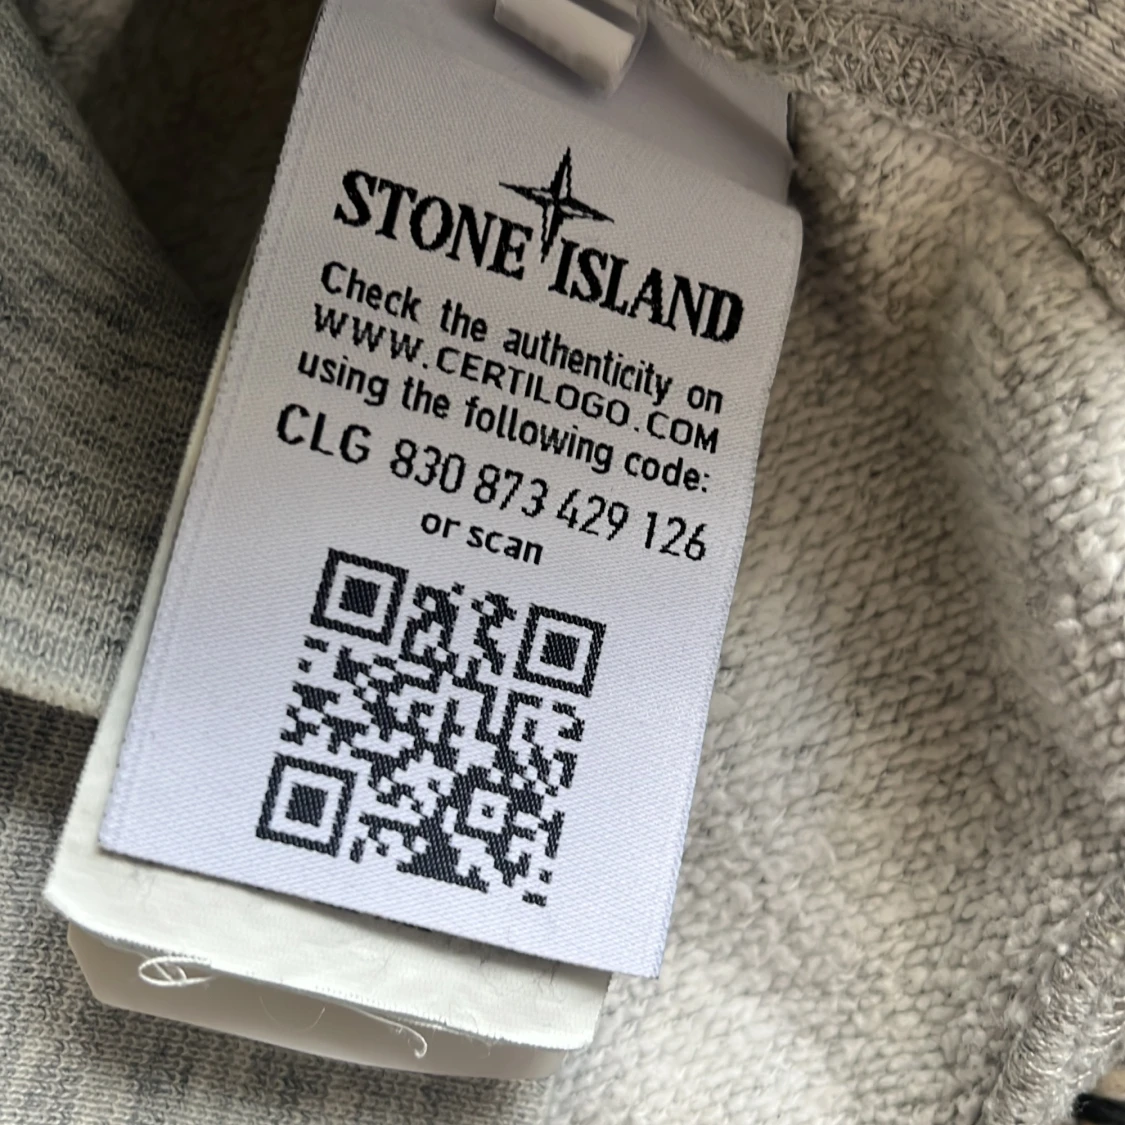 STONE ISLAND
Check the authenticity on
WWW.CERTILOGO.COM
using the following code:
CLG 830 873 429 126
or scan